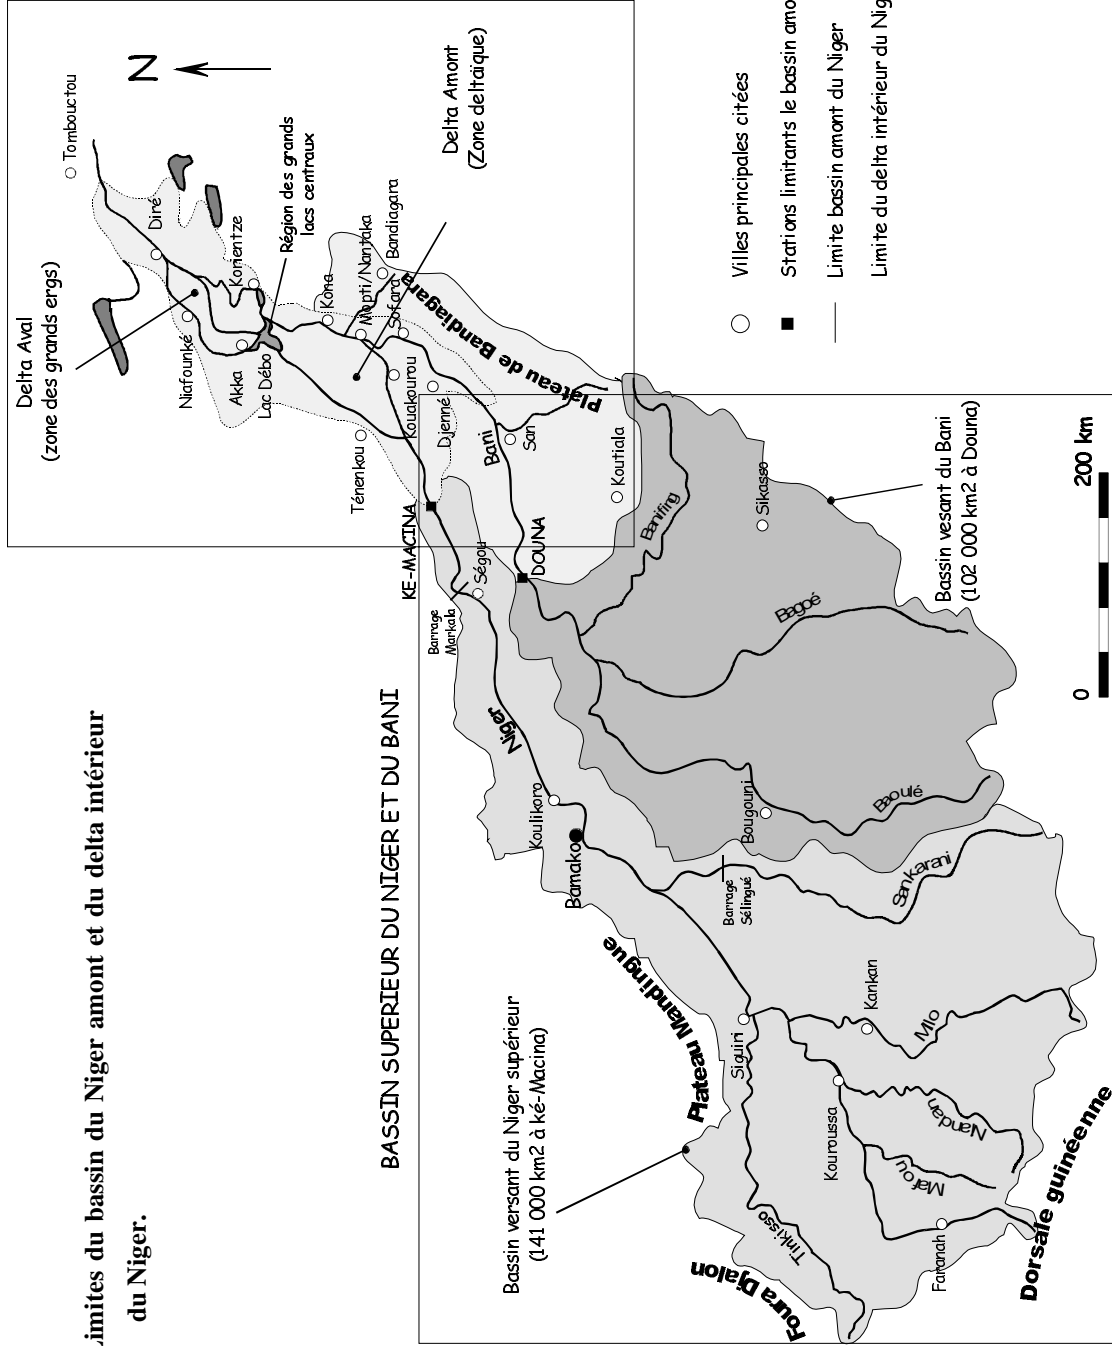 .imites du bassin du Niger amont et du delta intérieur
du Niger.
BASSIN SUPERIEUR DU NIGER ET DU BANI
Delta Aval
(zone des grands ergs)
N
Tombouctou
Diré
Korientze
Région des grands
lacs centraux
Delta Amont
(Zone deltaïque)
Niafounké
Akka
Lac Débo
Kona
Mopti/Nantaka
Bandiagara
Sofara
Plateau de Bandiagara
Ténenkou
Kouakourou
Djenné
Bani
San
Koutiala
KE-MACINA
DOUNA
Ségou
Barrage
Markala
Banifing
Sikasso
Bagoé
Bassin vesant du Bani
(102 000 km2 à Douna)
Niger
Koulikoro
Bamako
Bougouni
Baoulé
Barrage
Sélingué
Sankarani
Plateau Mandingue
Bassin versant du Niger supérieur
(141 000 km2 à ké-Macina)
Siguiri
Kankan
Mlo
Kouroussa
Nandan
Mafou
Tinkisso
Faranah
Foura Djalon
Dorsale guinéenne
0
200 km
Villes principales citées
Stations limitants le bassin amo
Limite bassin amont du Niger
Limite du delta intérieur du Nig